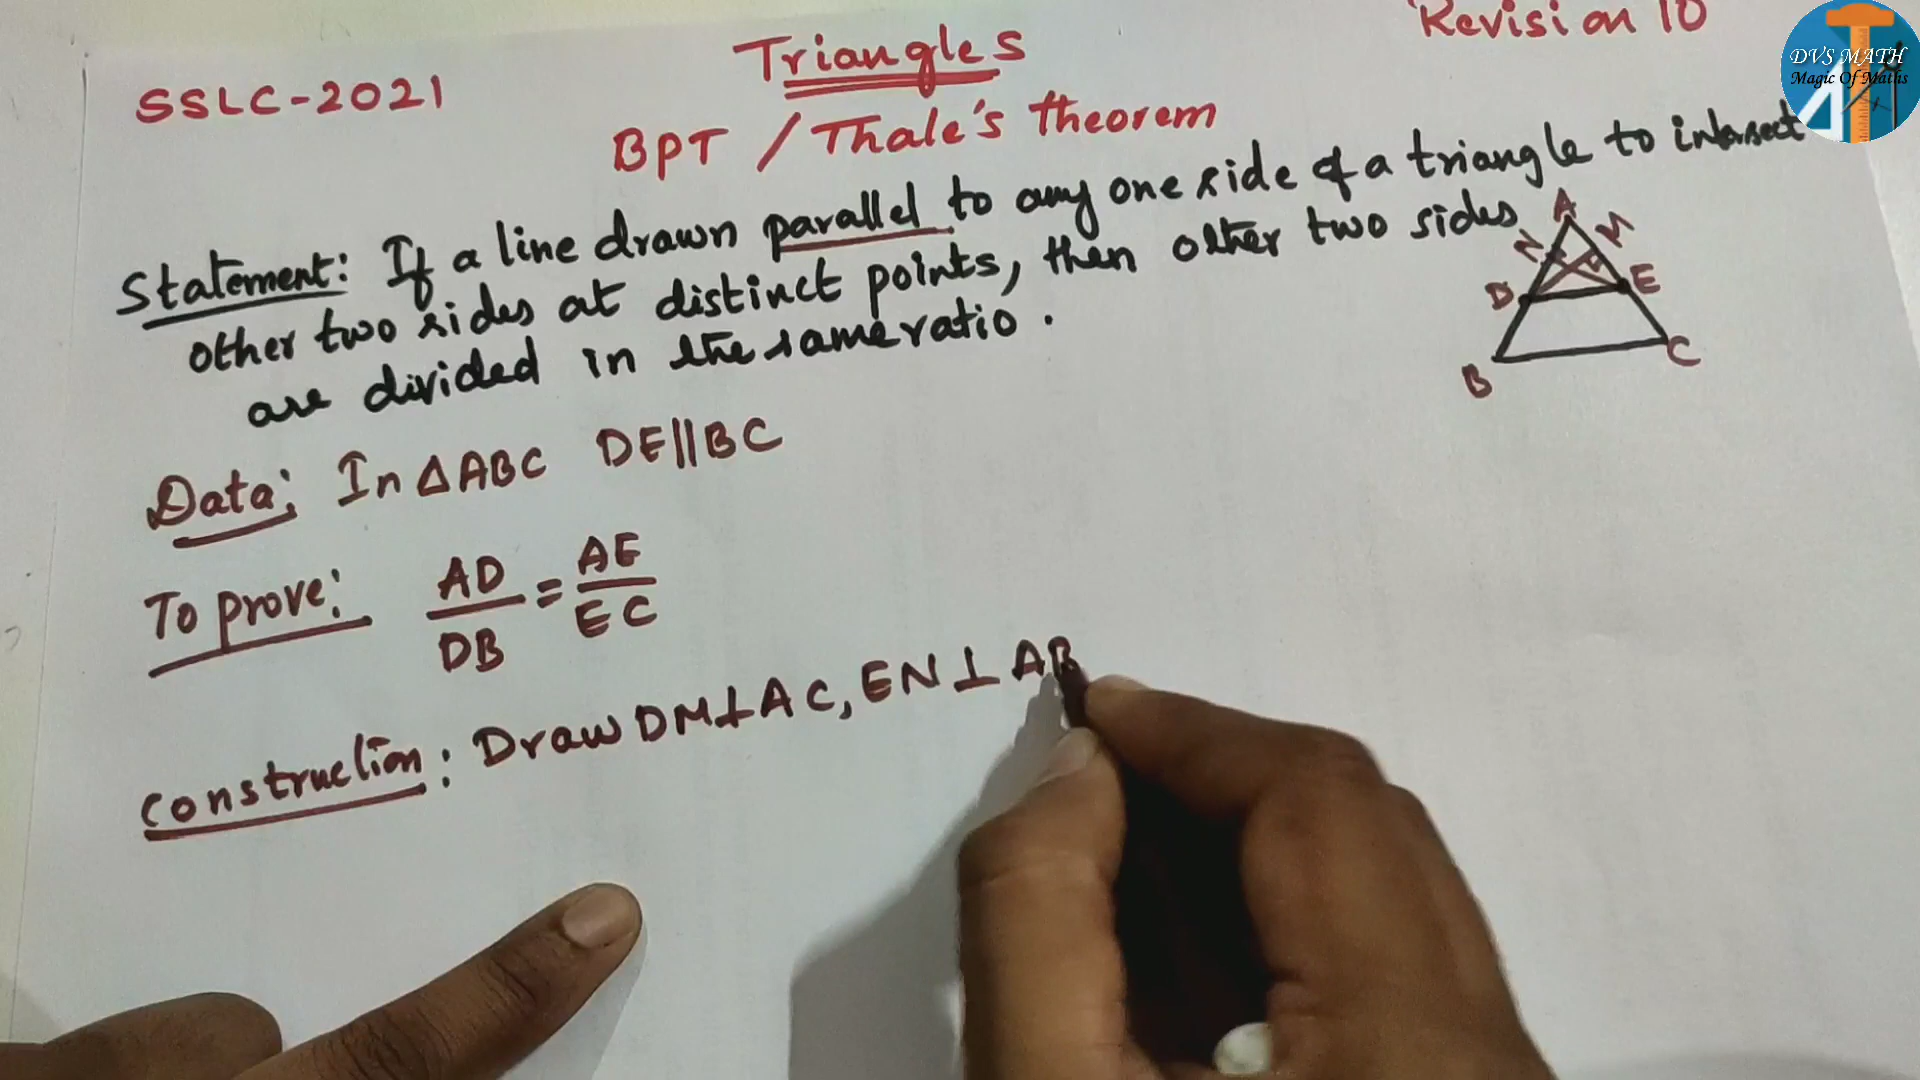 Revision 10
DVS MATH
Magic Of Maths
Triangles
SSLC-2021
BPT / Thale's theorem
Statement: If a line drawn parallel to any one side of a triangle to intersect
other two sides at distinct points, then other two sides
are divided in the same ratio.
A
N M
D E
B C
Data: In △ABC DE||BC
To prove: AD/DB = AE/EC
Construction: Draw DM⊥AC, EN⊥AB